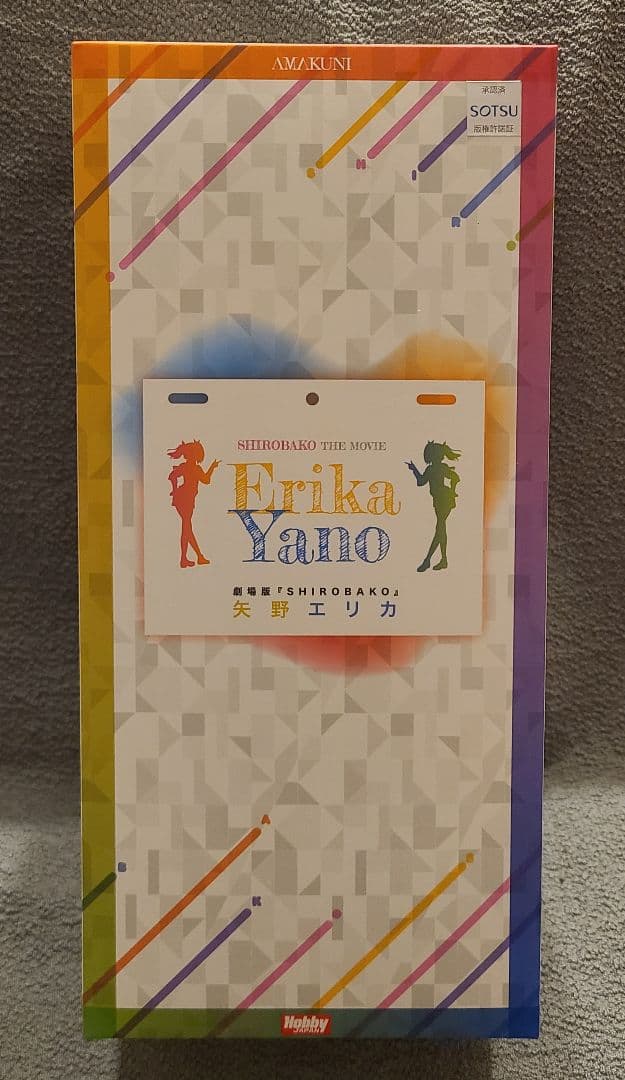 AMAKUNI
承認済
SOTSU
版権許諾証
S
H
I
R
O
SHIROBAKO THE MOVIE
Erika
Yano
劇場版『SHIROBAKO』
矢野エリカ
B
A
K
O
Hobby
JAPAN